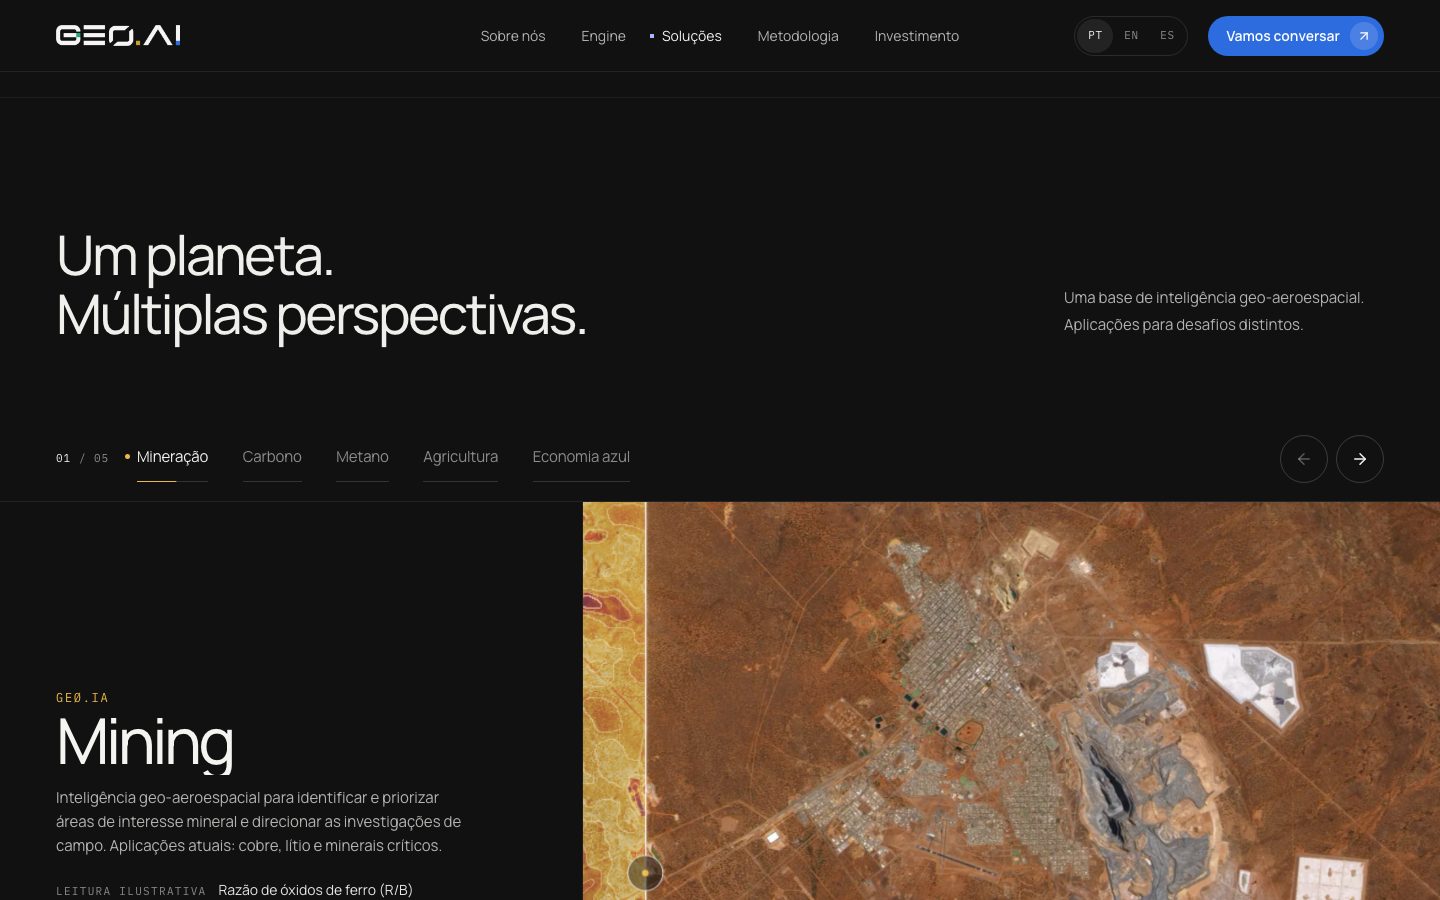 GEØ.AI
Sobre nós
Engine
Soluções
Metodologia
Investimento
PT
EN
ES
Vamos conversar
Um planeta.
Múltiplas perspectivas.
Uma base de inteligência geo-aeroespacial.
Aplicações para desafios distintos.
01 / 05
Mineração
Carbono
Metano
Agricultura
Economia azul
GEØ.IA
Mining
Inteligência geo-aeroespacial para identificar e priorizar
áreas de interesse mineral e direcionar as investigações de
campo. Aplicações atuais: cobre, lítio e minerais críticos.
LEITURA ILUSTRATIVA Razão de óxidos de ferro (R/B)